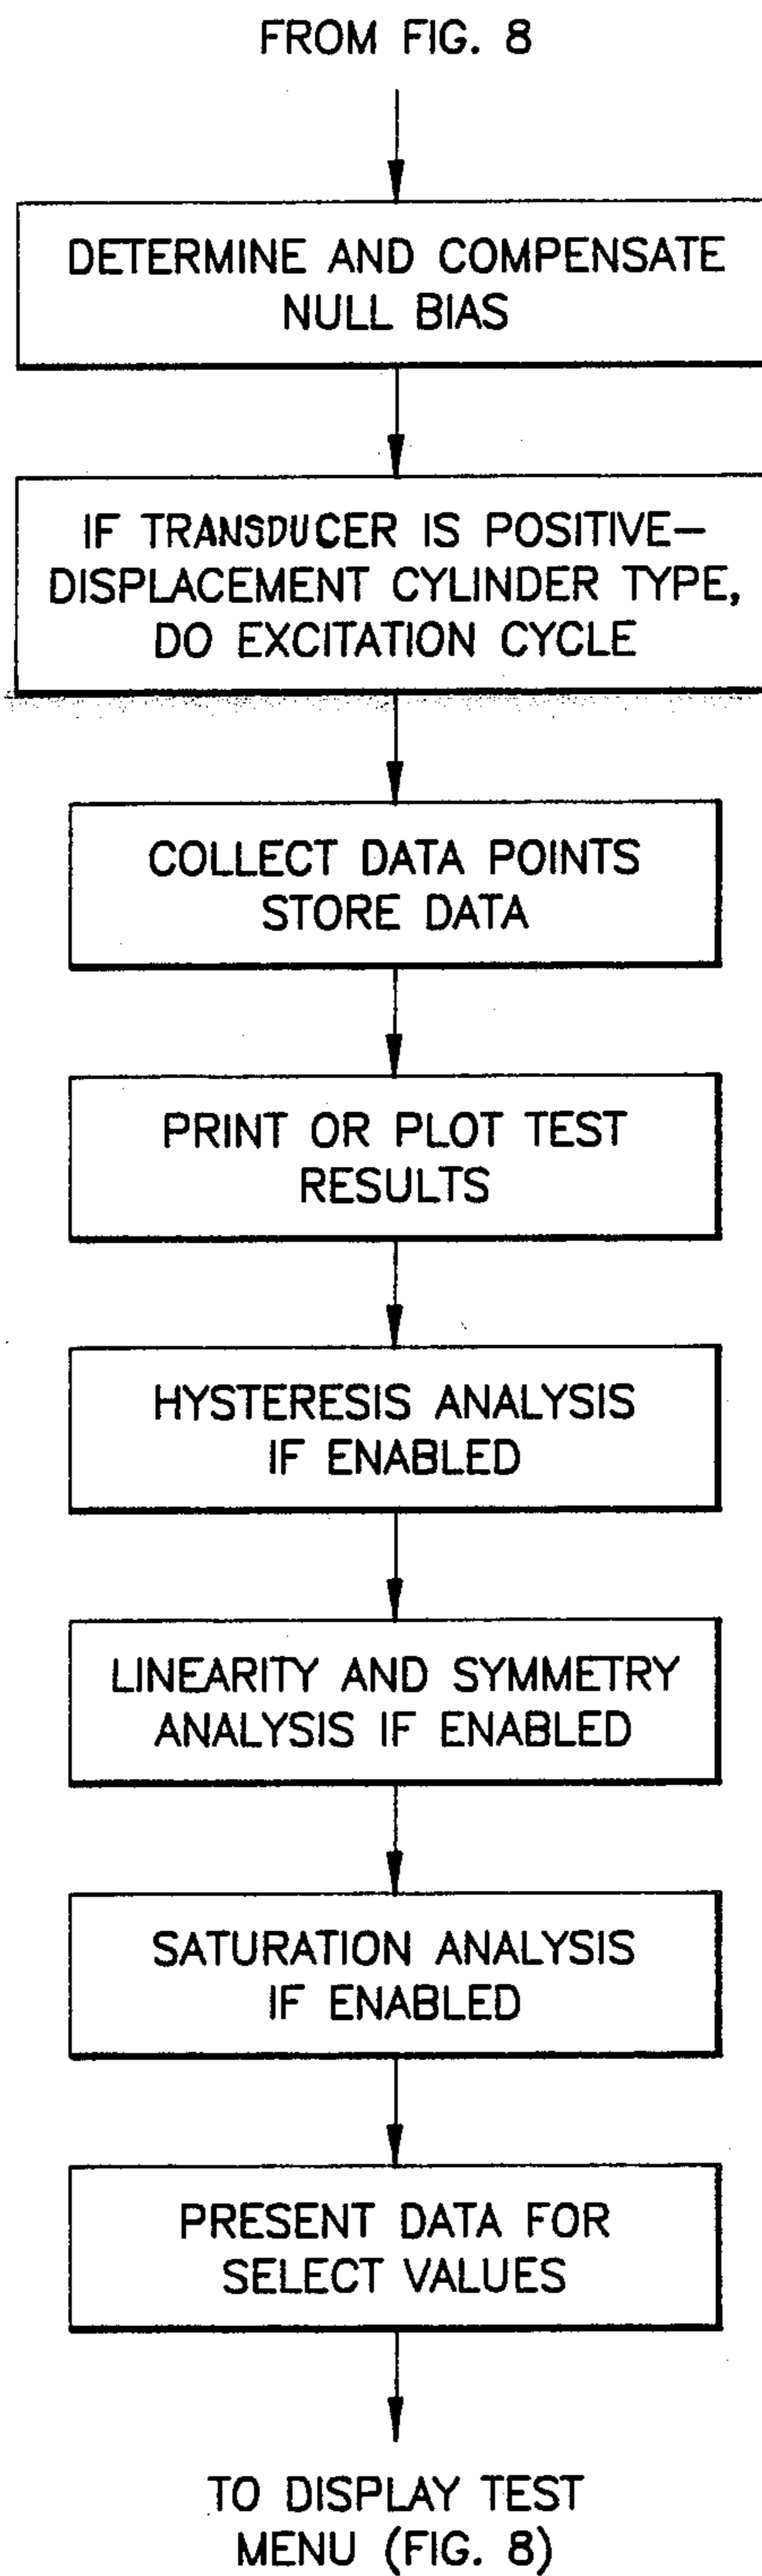 FROM FIG. 8
DETERMINE AND COMPENSATE
NULL BIAS
IF TRANSDUCER IS POSITIVE-
DISPLACEMENT CYLINDER TYPE,
DO EXCITATION CYCLE
COLLECT DATA POINTS
STORE DATA
PRINT OR PLOT TEST
RESULTS
HYSTERESIS ANALYSIS
IF ENABLED
LINEARITY AND SYMMETRY
ANALYSIS IF ENABLED
SATURATION ANALYSIS
IF ENABLED
PRESENT DATA FOR
SELECT VALUES
TO DISPLAY TEST
MENU (FIG. 8)